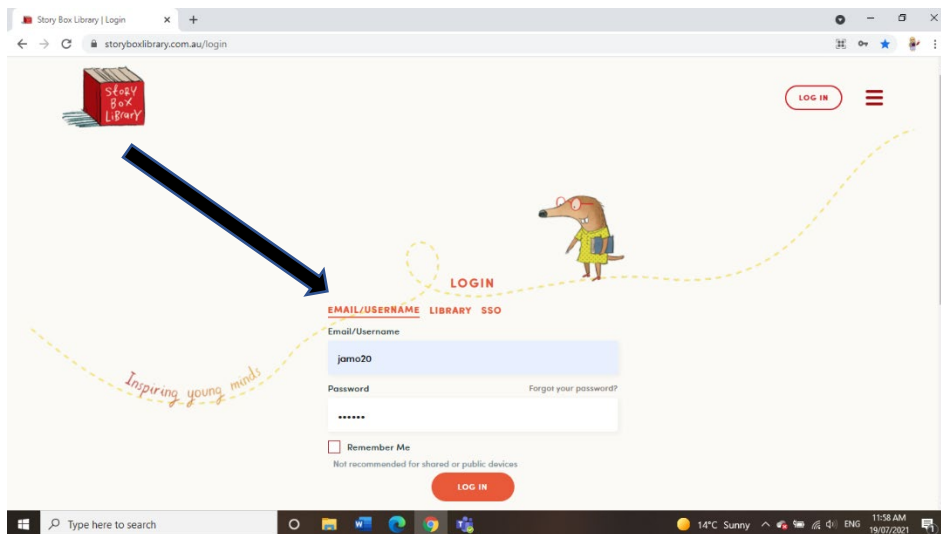 Story Box Library | Login
storyboxlibrary.com.au/login
Story
Box
Library
LOG IN
LOGIN
EMAIL/USERNAME LIBRARY SSO
Email/Username
jamo20
Inspiring young minds
Password Forgot your password?
••••••
Remember Me
Not recommended for shared or public devices
LOG IN
Type here to search
14°C Sunny ENG 11:58 AM
19/07/2021